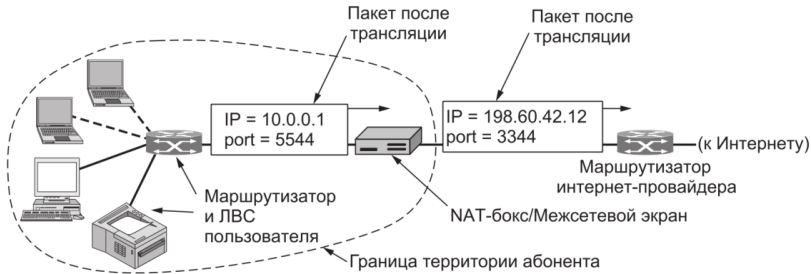 Пакет после
трансляции
Пакет после
трансляции
IP = 10.0.0.1
port = 5544
IP = 198.60.42.12
port = 3344
(к Интернету)
Маршрутизатор
интернет-провайдера
Маршрутизатор
и ЛВС
пользователя
NAT-бокс/Межсетевой экран
Граница территории абонента